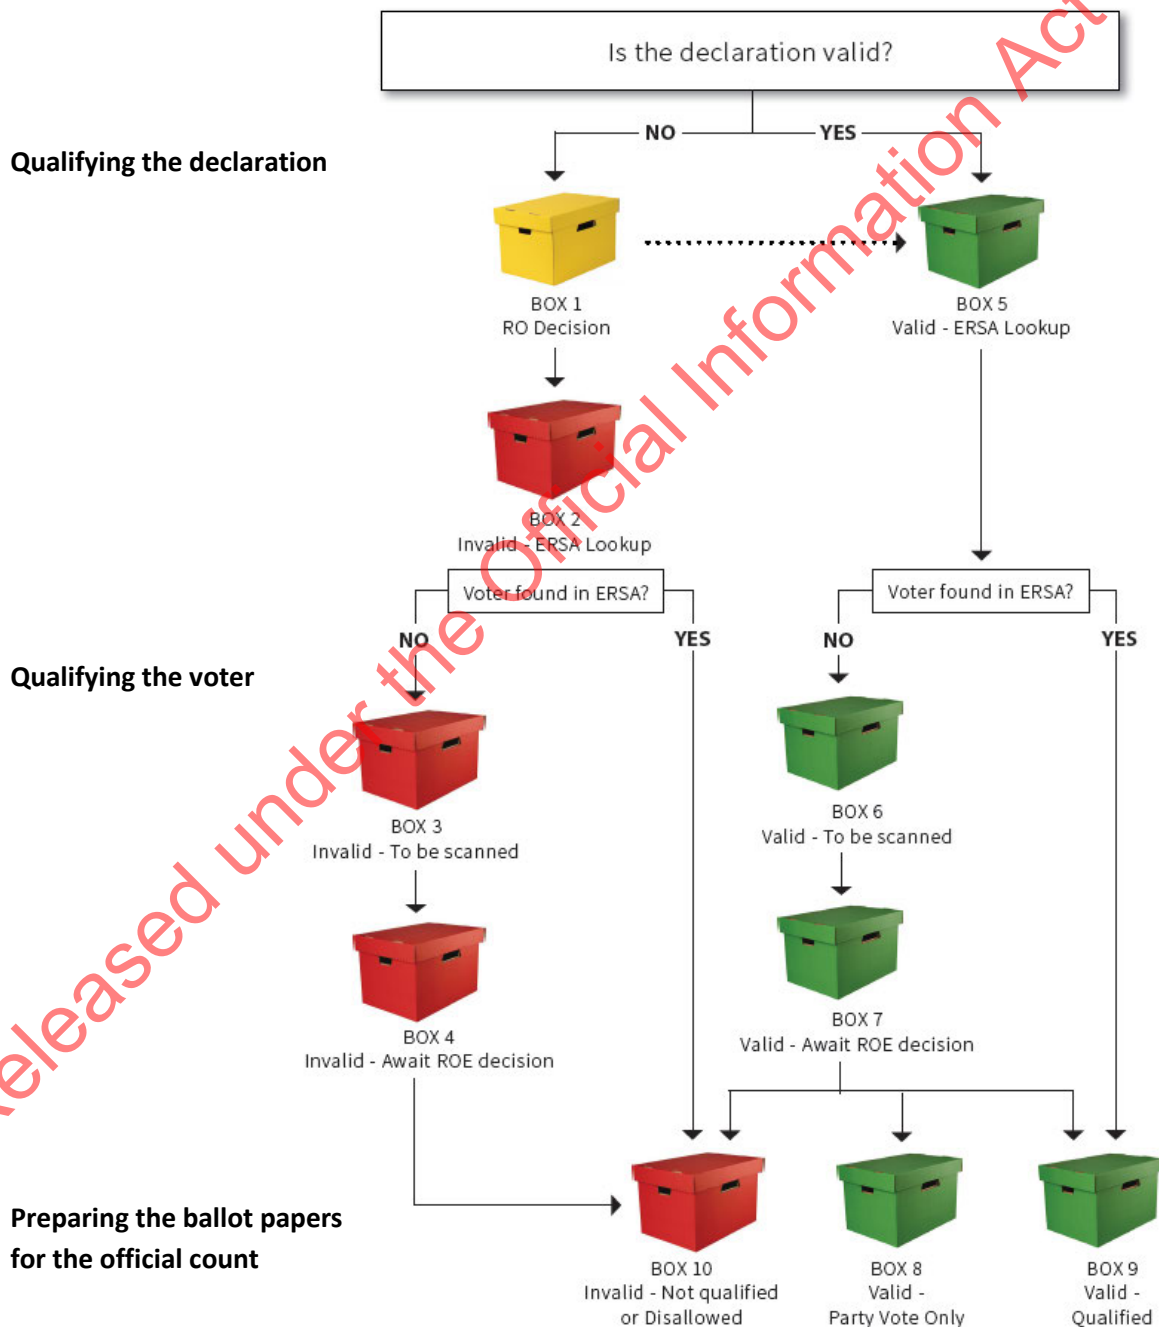 Is the declaration valid?
NO
YES
Qualifying the declaration
BOX 1
RO Decision
BOX 5
Valid - ERSA Lookup
BOX 2
Invalid - ERSA Lookup
Voter found in ERSA?
Voter found in ERSA?
NO
YES
NO
YES
Qualifying the voter
BOX 3
Invalid - To be scanned
BOX 6
Valid - To be scanned
BOX 4
Invalid - Await ROE decision
BOX 7
Valid - Await ROE decision
Preparing the ballot papers
for the official count
BOX 10
Invalid - Not qualified
or Disallowed
BOX 8
Valid -
Party Vote Only
BOX 9
Valid -
Qualified
Released under the Official Information Act